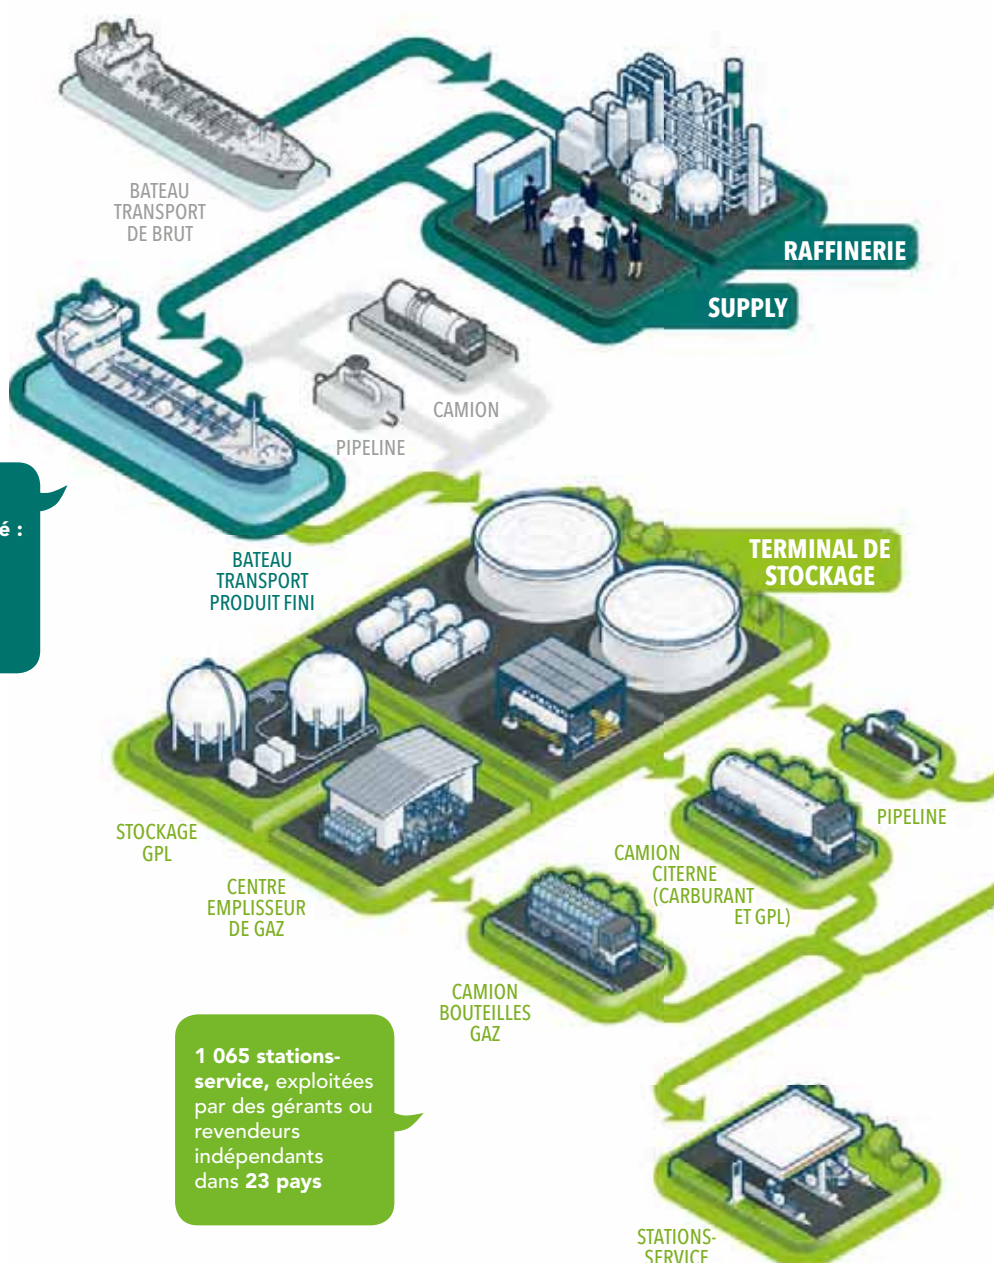 BATEAU
TRANSPORT
DE BRUT
RAFFINERIE
SUPPLY
CAMION
PIPELINE
é :
BATEAU
TRANSPORT
PRODUIT FINI
TERMINAL DE
STOCKAGE
PIPELINE
STOCKAGE
GPL
CAMION
CITERNE
(CARBURANT
ET GPL)
CENTRE
EMPLISSEUR
DE GAZ
CAMION
BOUTEILLES
GAZ
1 065 stations-
service, exploitées
par des gérants ou
revendeurs
indépendants
dans 23 pays
STATIONS-
SERVICE